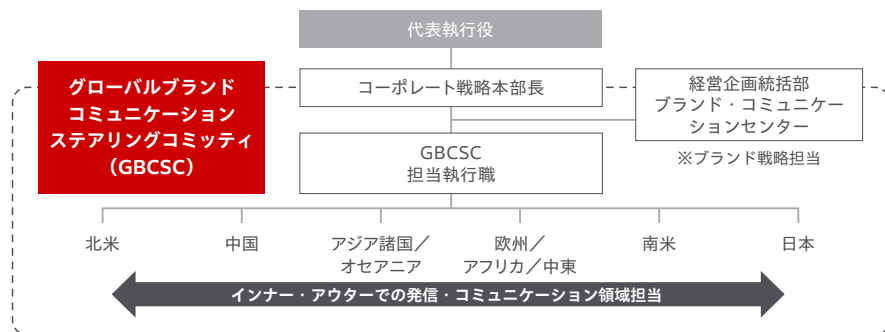 代表執行役
グローバルブランド
コミュニケーション
ステアリングコミッティ
（GBCSC）
コーポレート戦略本部長
経営企画統括部
ブランド・コミュニケー
ションセンター
※ブランド戦略担当
GBCSC
担当執行職
北米
中国
アジア諸国／
オセアニア
欧州／
アフリカ／中東
南米
日本
インナー・アウターでの発信・コミュニケーション領域担当